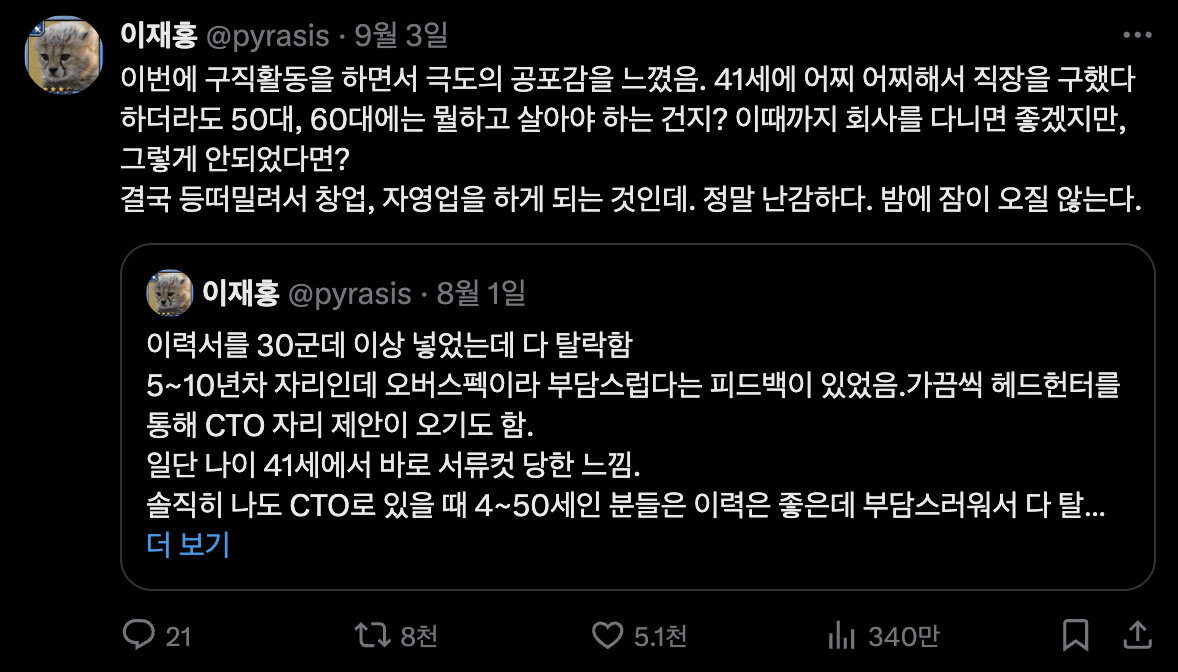 이재홍 @pyrasis · 9월 3일
이번에 구직활동을 하면서 극도의 공포감을 느꼈음. 41세에 어찌 어찌해서 직장을 구했다
하더라도 50대, 60대에는 뭘하고 살아야 하는 건지? 이때까지 회사를 다니면 좋겠지만,
그렇게 안되었다면?
결국 등떠밀려서 창업, 자영업을 하게 되는 것인데. 정말 난감하다. 밤에 잠이 오질 않는다.
이재홍 @pyrasis · 8월 1일
이력서를 30군데 이상 넣었는데 다 탈락함
5~10년차 자리인데 오버스펙이라 부담스럽다는 피드백이 있었음.가끔씩 헤드헌터를
통해 CTO 자리 제안이 오기도 함.
일단 나이 41세에서 바로 서류컷 당한 느낌.
솔직히 나도 CTO로 있을 때 4~50세인 분들은 이력은 좋은데 부담스러워서 다 탈...
더 보기
21 8천 5.1천 340만